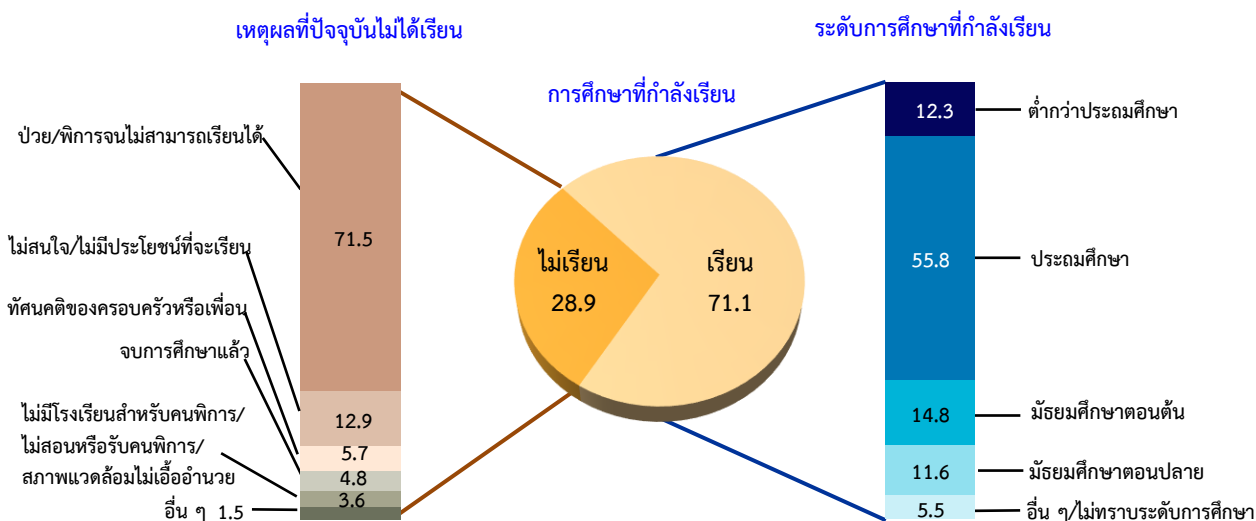 เหตุผลที่ปัจจุบันไม่ได้เรียน
ป่วย/พิการจนไม่สามารถเรียนได้
71.5
ไม่สนใจ/ไม่มีประโยชน์ที่จะเรียน
12.9
ทัศนคติของครอบครัวหรือเพื่อน
5.7
จบการศึกษาแล้ว
4.8
ไม่มีโรงเรียนสำหรับคนพิการ/
ไม่สอนหรือรับคนพิการ/
สภาพแวดล้อมไม่เอื้ออำนวย
3.6
อื่น ๆ 1.5
การศึกษาที่กำลังเรียน
ไม่เรียน
28.9
เรียน
71.1
ระดับการศึกษาที่กำลังเรียน
12.3 ต่ำกว่าประถมศึกษา
55.8 ประถมศึกษา
14.8 มัธยมศึกษาตอนต้น
11.6 มัธยมศึกษาตอนปลาย
5.5 อื่น ๆ/ไม่ทราบระดับการศึกษา